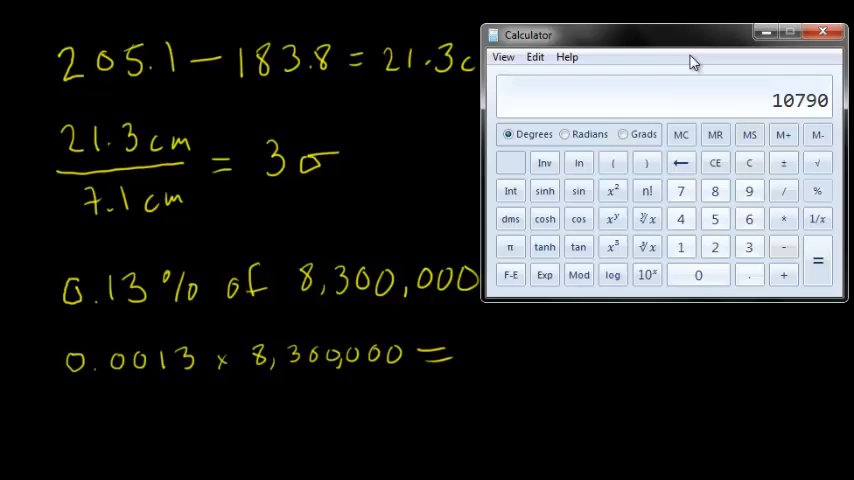 205.1 - 183.8 = 21.3c
21.3 cm
7.1 cm
= 3σ
0.13% of 8,300,000
0.0013 x 8,300,000 =
Calculator
View Edit Help
10790
Degrees Radians Grads MC MR MS M+ M-
Inv ln ( ) ← CE C ± √
Int sinh sin x² n! 7 8 9 / %
dms cosh cos xʸ ʸ√x 4 5 6 * 1/x
π tanh tan x³ ³√x 1 2 3 - =
F-E Exp Mod log 10ˣ 0 . +